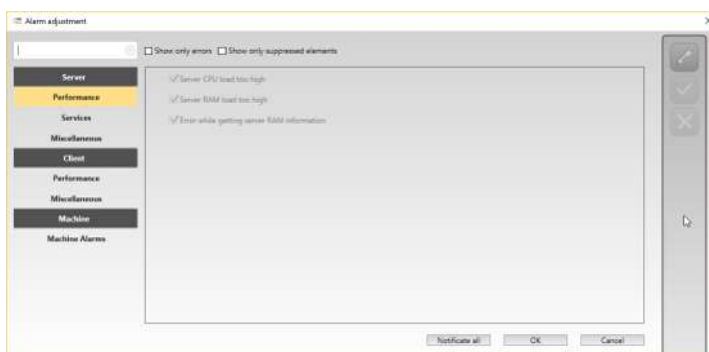 Alarm adjustment
Show only errors Show only suppressed elements
Server
Performance
Services
Miscellaneous
Client
Performance
Miscellaneous
Machine
Machine Alarms
Server CPU load too high
Server RAM load too high
Error while getting server RAM information
Notificate all OK Cancel